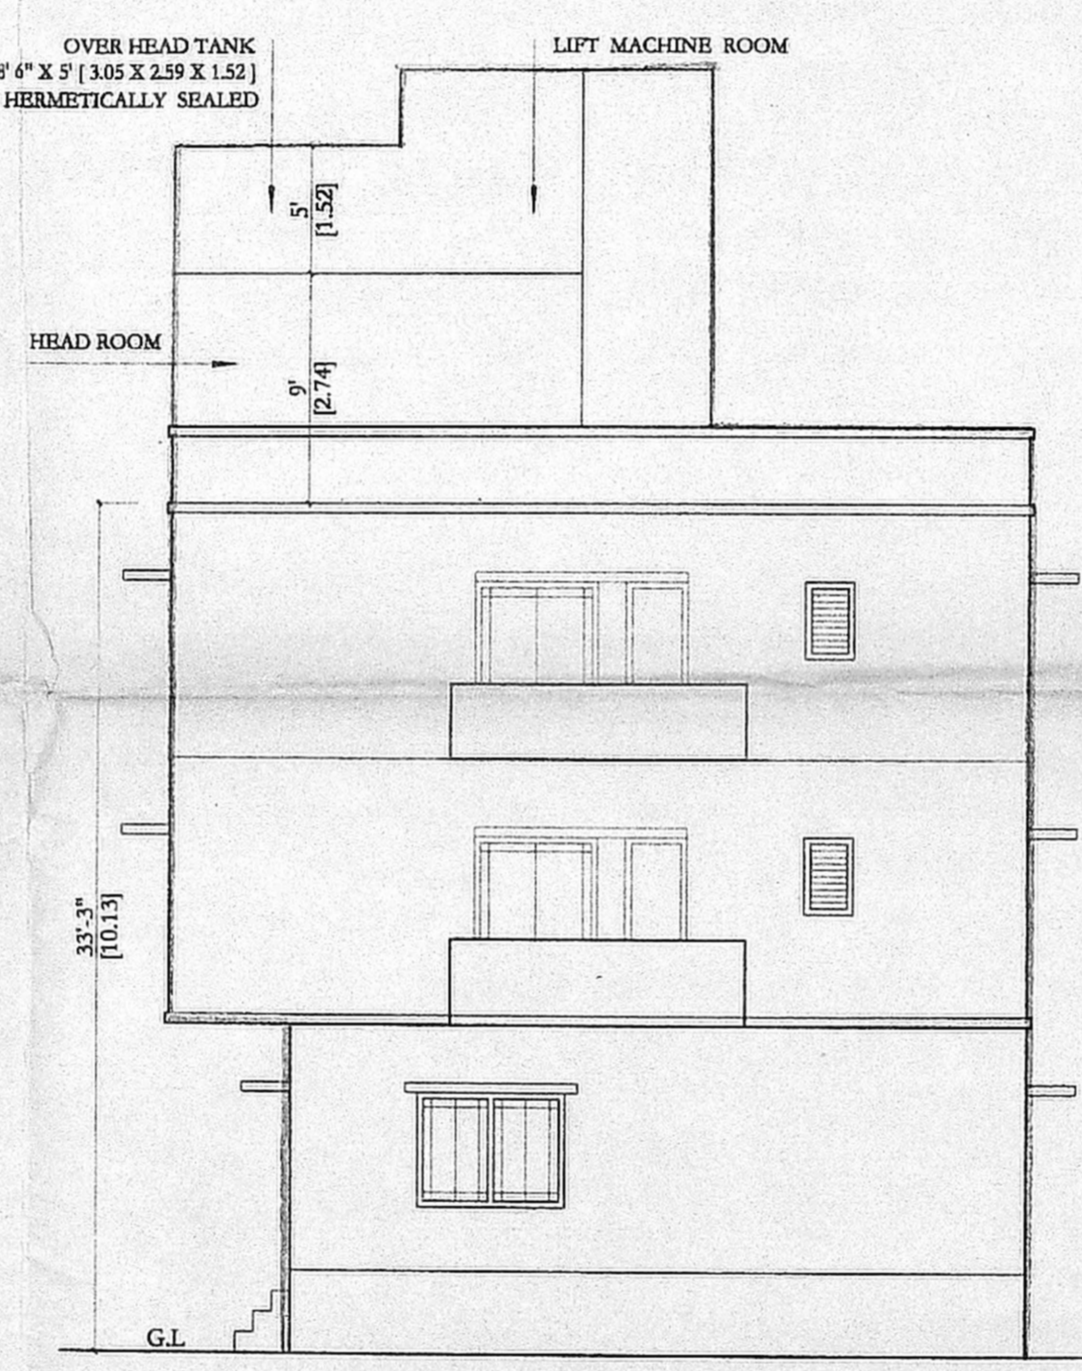 OVER HEAD TANK
6" X 5' [ 3.05 X 2.59 X 1.52 ]
HERMETICALLY SEALED
LIFT MACHINE ROOM
5'
[1.52]
HEAD ROOM
9'
[2.74]
33'-3"
[10.13]
G.L